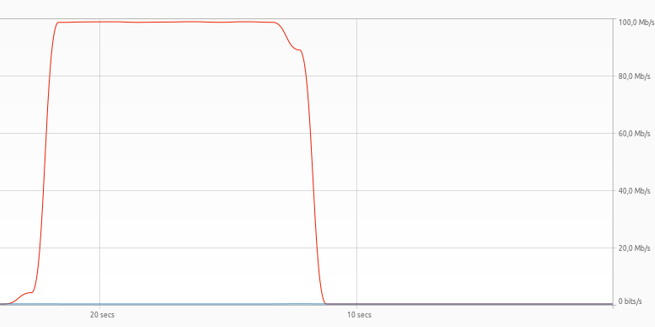 100,0 Mb/s
80,0 Mb/s
60,0 Mb/s
40,0 Mb/s
20,0 Mb/s
0 bits/s
20 secs
10 secs